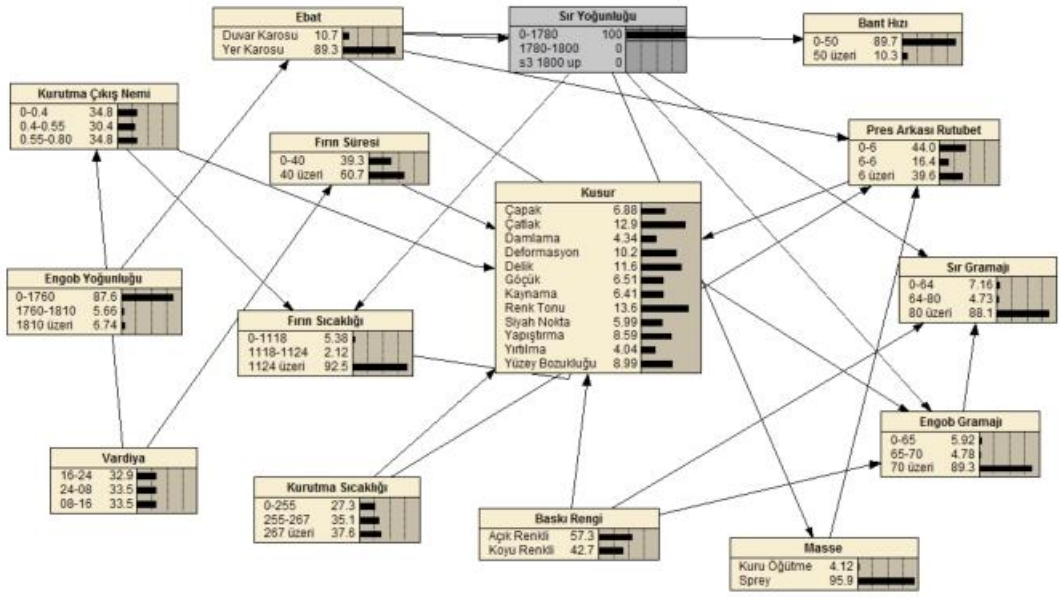 Ebat
Duvar Karosu 10.7
Yer Karosu 89.3
Sır Yoğunluğu
0-1780 100
1780-1800 0
s3 1800 up 0
Bant Hızı
0-50 89.7
50 üzeri 10.3
Kurutma Çıkış Nemi
0-0.4 34.8
0.4-0.55 30.4
0.55-0.80 34.8
Fırın Süresi
0-40 39.3
40 üzeri 60.7
Pres Arkası Rutubet
0-6 44.0
6-6 16.4
6 üzeri 39.6
Kusur
Çapak 6.88
Çatlak 12.9
Damlama 4.34
Deformasyon 10.2
Delik 11.6
Göçük 6.51
Kaynama 6.41
Renk Tonu 13.6
Siyah Nokta 5.99
Yapıştırma 8.59
Yırtılma 4.04
Yüzey Bozukluğu 8.99
Engob Yoğunluğu
0-1760 87.6
1760-1810 5.66
1810 üzeri 6.74
Sır Gramajı
0-64 7.16
64-80 4.73
80 üzeri 88.1
Fırın Sıcaklığı
0-1118 5.38
1118-1124 2.12
1124 üzeri 92.5
Engob Gramajı
0-65 5.92
65-70 4.78
70 üzeri 89.3
Vardiya
16-24 32.9
24-08 33.5
08-16 33.5
Kurutma Sıcaklığı
0-255 27.3
255-267 35.1
267 üzeri 37.6
Baskı Rengi
Açık Renkli 57.3
Koyu Renkli 42.7
Masse
Kuru Öğütme 4.12
Sprey 95.9